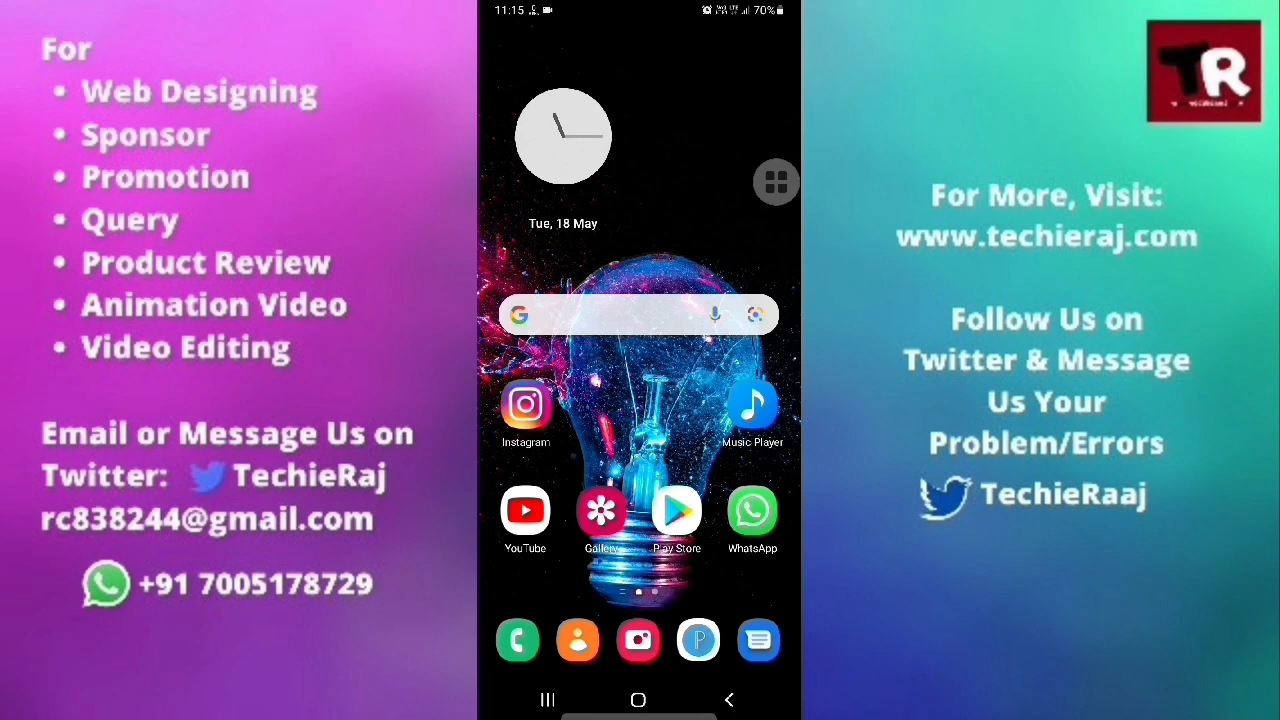 For
• Web Designing
• Sponsor
• Promotion
• Query
• Product Review
• Animation Video
• Video Editing
Email or Message Us on
Twitter: TechieRaj
rc838244@gmail.com
+91 7005178729
11:15
70%
Tue, 18 May
Instagram
Music Player
YouTube
Gallery
Play Store
WhatsApp
TR
For More, Visit:
www.techieraj.com
Follow Us on
Twitter & Message
Us Your
Problem/Errors
TechieRaaj